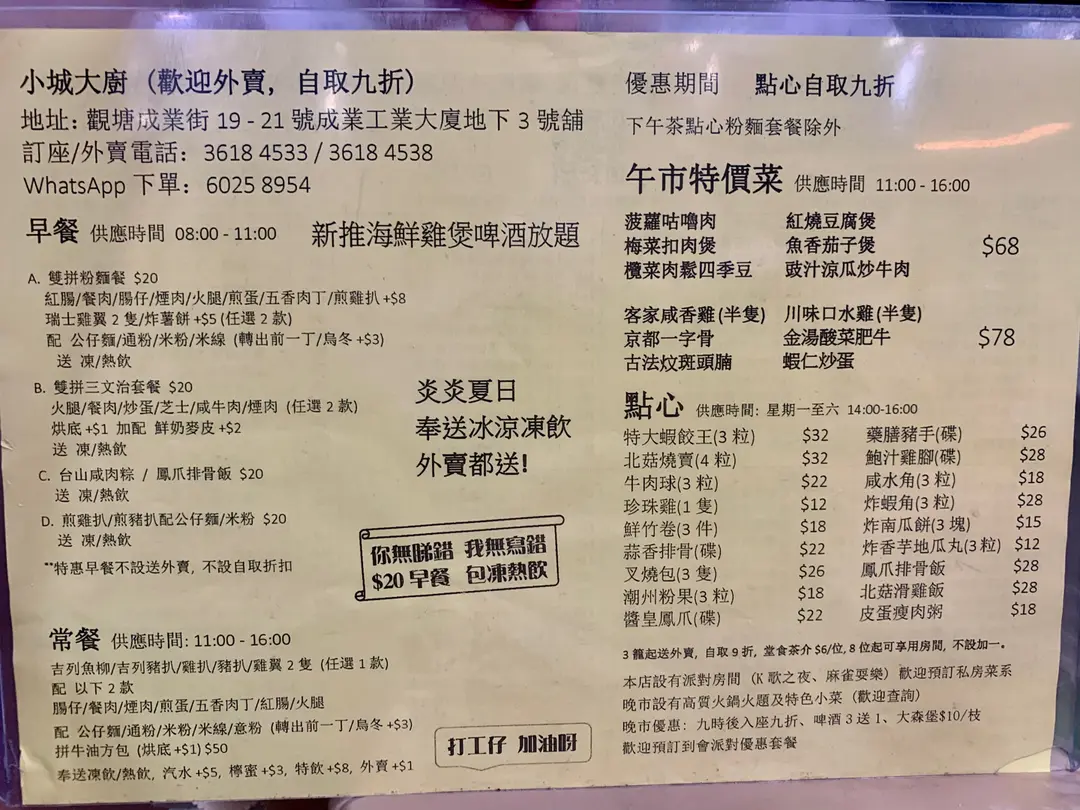 小城大廚（歡迎外賣，自取九折）
地址：觀塘成業街 19 - 21 號成業工業大廈地下 3 號舖
訂座/外賣電話： 3618 4533 / 3618 4538
WhatsApp 下單： 6025 8954
早餐 供應時間 08:00 - 11:00 新推海鮮雞煲啤酒放題
A. 雙拼粉麵餐 $20
紅腸/餐肉/腸仔/煙肉/火腿/煎蛋/五香肉丁/煎雞扒 +$8
瑞士雞翼 2 隻/炸薯餅 +$5 (任選 2 款)
配 公仔麵/通粉/米粉/米線 (轉出前一丁/烏冬 +$3)
送 凍/熱飲
B. 雙拼三文治套餐 $20
火腿/餐肉/炒蛋/芝士/咸牛肉/煙肉 (任選 2 款)
烘底 +$1 加配 鮮奶麥皮 +$2
送 凍/熱飲
C. 台山咸肉粽 / 鳳爪排骨飯 $20
送 凍/熱飲
D. 煎雞扒/煎豬扒配公仔麵/米粉 $20
送 凍/熱飲
**特惠早餐不設送外賣, 不設自取折扣
炎炎夏日
奉送冰涼凍飲
外賣都送!
你無睇錯 我無寫錯
$20 早餐 包凍熱飲
常餐 供應時間: 11:00 - 16:00
吉列魚柳/吉列豬扒/雞扒/豬扒/雞翼 2 隻 (任選 1 款)
配 以下 2 款
腸仔/餐肉/煙肉/煎蛋/五香肉丁/紅腸/火腿
配 公仔麵/通粉/米粉/米線/意粉 (轉出前一丁/烏冬 +$3)
拼牛油方包 (烘底 +$1) $50
奉送凍飲/熱飲, 汽水 +$5, 檸蜜 +$3, 特飲 +$8, 外賣 +$1
打工仔 加油呀
優惠期間 點心自取九折
下午茶點心粉麵套餐除外
午市特價菜 供應時間 11:00 - 16:00
菠蘿咕嚕肉 紅燒豆腐煲
梅菜扣肉煲 魚香茄子煲 $68
欖菜肉鬆四季豆 豉汁涼瓜炒牛肉
客家咸香雞 (半隻) 川味口水雞 (半隻)
京都一字骨 金湯酸菜肥牛 $78
古法炆斑頭腩 蝦仁炒蛋
點心 供應時間: 星期一至六 14:00-16:00
特大蝦餃王(3 粒) $32 藥膳豬手(碟) $26
北菇燒賣(4 粒) $32 鮑汁雞腳(碟) $28
牛肉球(3 粒) $22 咸水角(3 粒) $18
珍珠雞(1 隻) $12 炸蝦角(3 粒) $28
鮮竹卷(3 件) $18 炸南瓜餅(3 塊) $15
蒜香排骨(碟) $22 炸香芋地瓜丸(3 粒) $12
叉燒包(3 隻) $26 鳳爪排骨飯 $28
潮州粉果(3 粒) $18 北菇滑雞飯 $28
醬皇鳳爪(碟) $22 皮蛋瘦肉粥 $18
3 籠起送外賣, 自取 9 折, 堂食茶介 $6/位, 8 位起可享用房間, 不設加一。
本店設有派對房間（K 歌之夜、麻雀耍樂）歡迎預訂私房菜系
晚市設有高質火鍋火題及特色小菜（歡迎查詢）
晚市優惠：九時後入座九折、啤酒 3 送 1、大森堡$10/枝
歡迎預訂到會派對優惠套餐